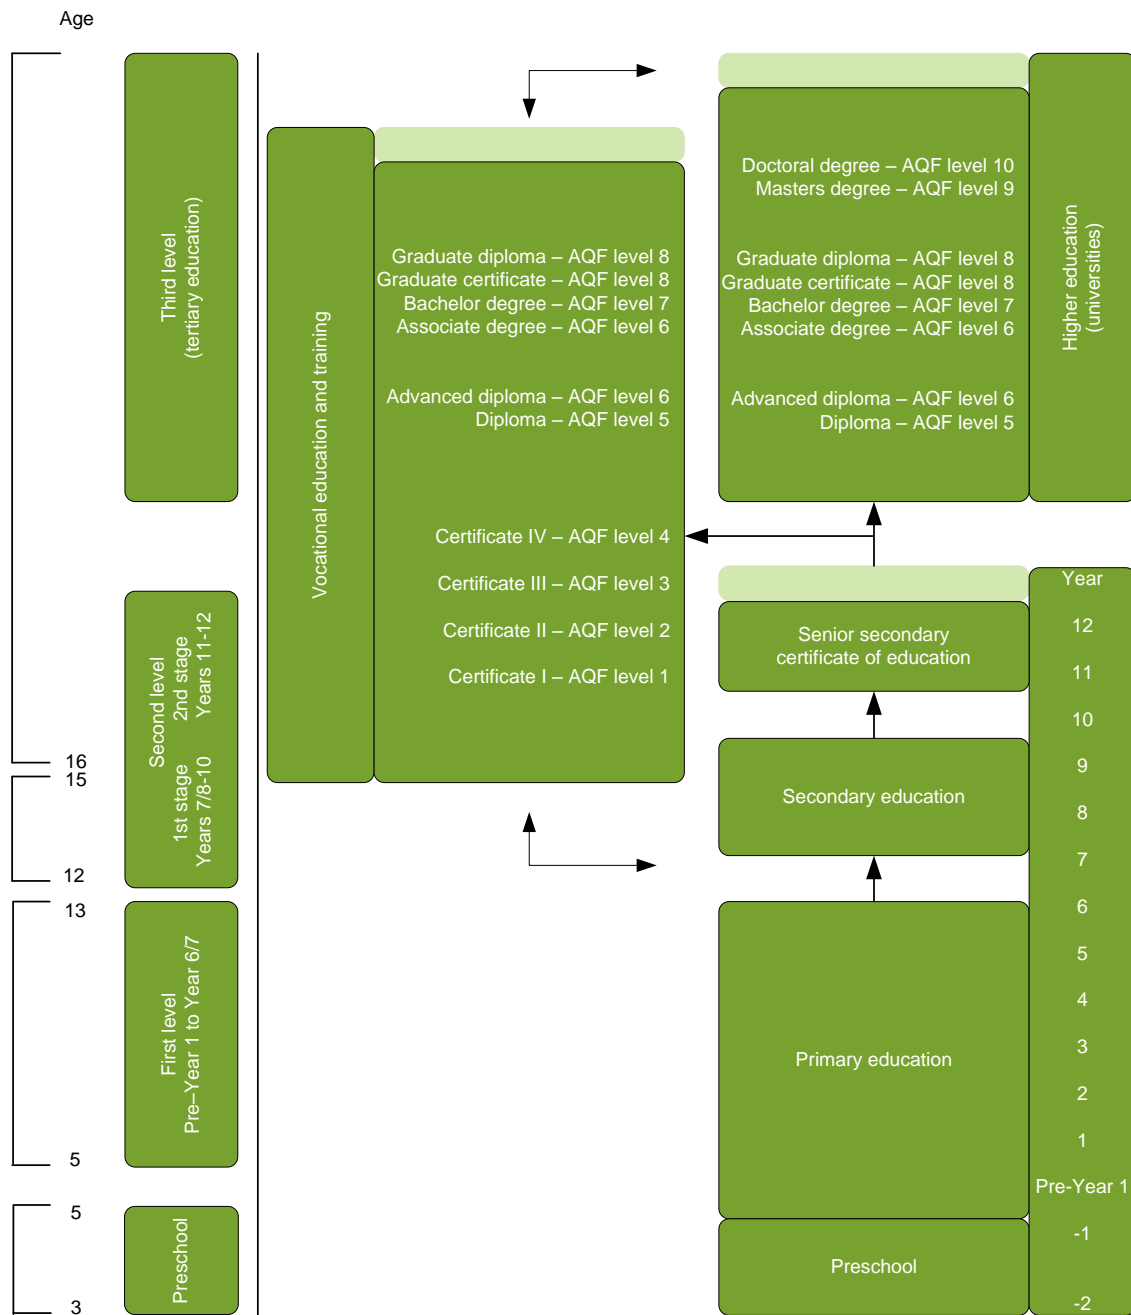 Age
Third level
(tertiary education)
16
Second level
2nd stage
Years 11-12
1st stage
Years 7/8-10
15
12
13
First level
Pre–Year 1 to Year 6/7
5
5
Preschool
3
Vocational education and training
Graduate diploma – AQF level 8
Graduate certificate – AQF level 8
Bachelor degree – AQF level 7
Associate degree – AQF level 6
Advanced diploma – AQF level 6
Diploma – AQF level 5
Certificate IV – AQF level 4
Certificate III – AQF level 3
Certificate II – AQF level 2
Certificate I – AQF level 1
Doctoral degree – AQF level 10
Masters degree – AQF level 9
Graduate diploma – AQF level 8
Graduate certificate – AQF level 8
Bachelor degree – AQF level 7
Associate degree – AQF level 6
Advanced diploma – AQF level 6
Diploma – AQF level 5
Higher education
(universities)
Senior secondary
certificate of education
Secondary education
Primary education
Preschool
Year
12
11
10
9
8
7
6
5
4
3
2
1
Pre-Year 1
-1
-2